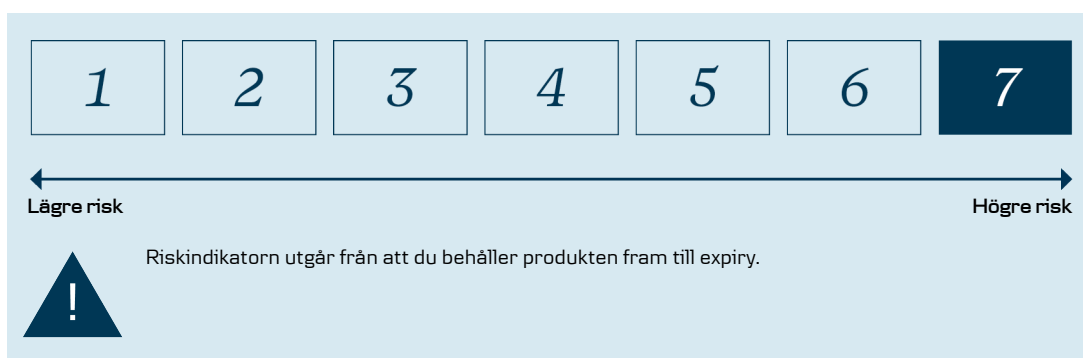 1 2 3 4 5 6 7
Lägre risk Högre risk
Riskindikatorn utgår från att du behåller produkten fram till expiry.
!